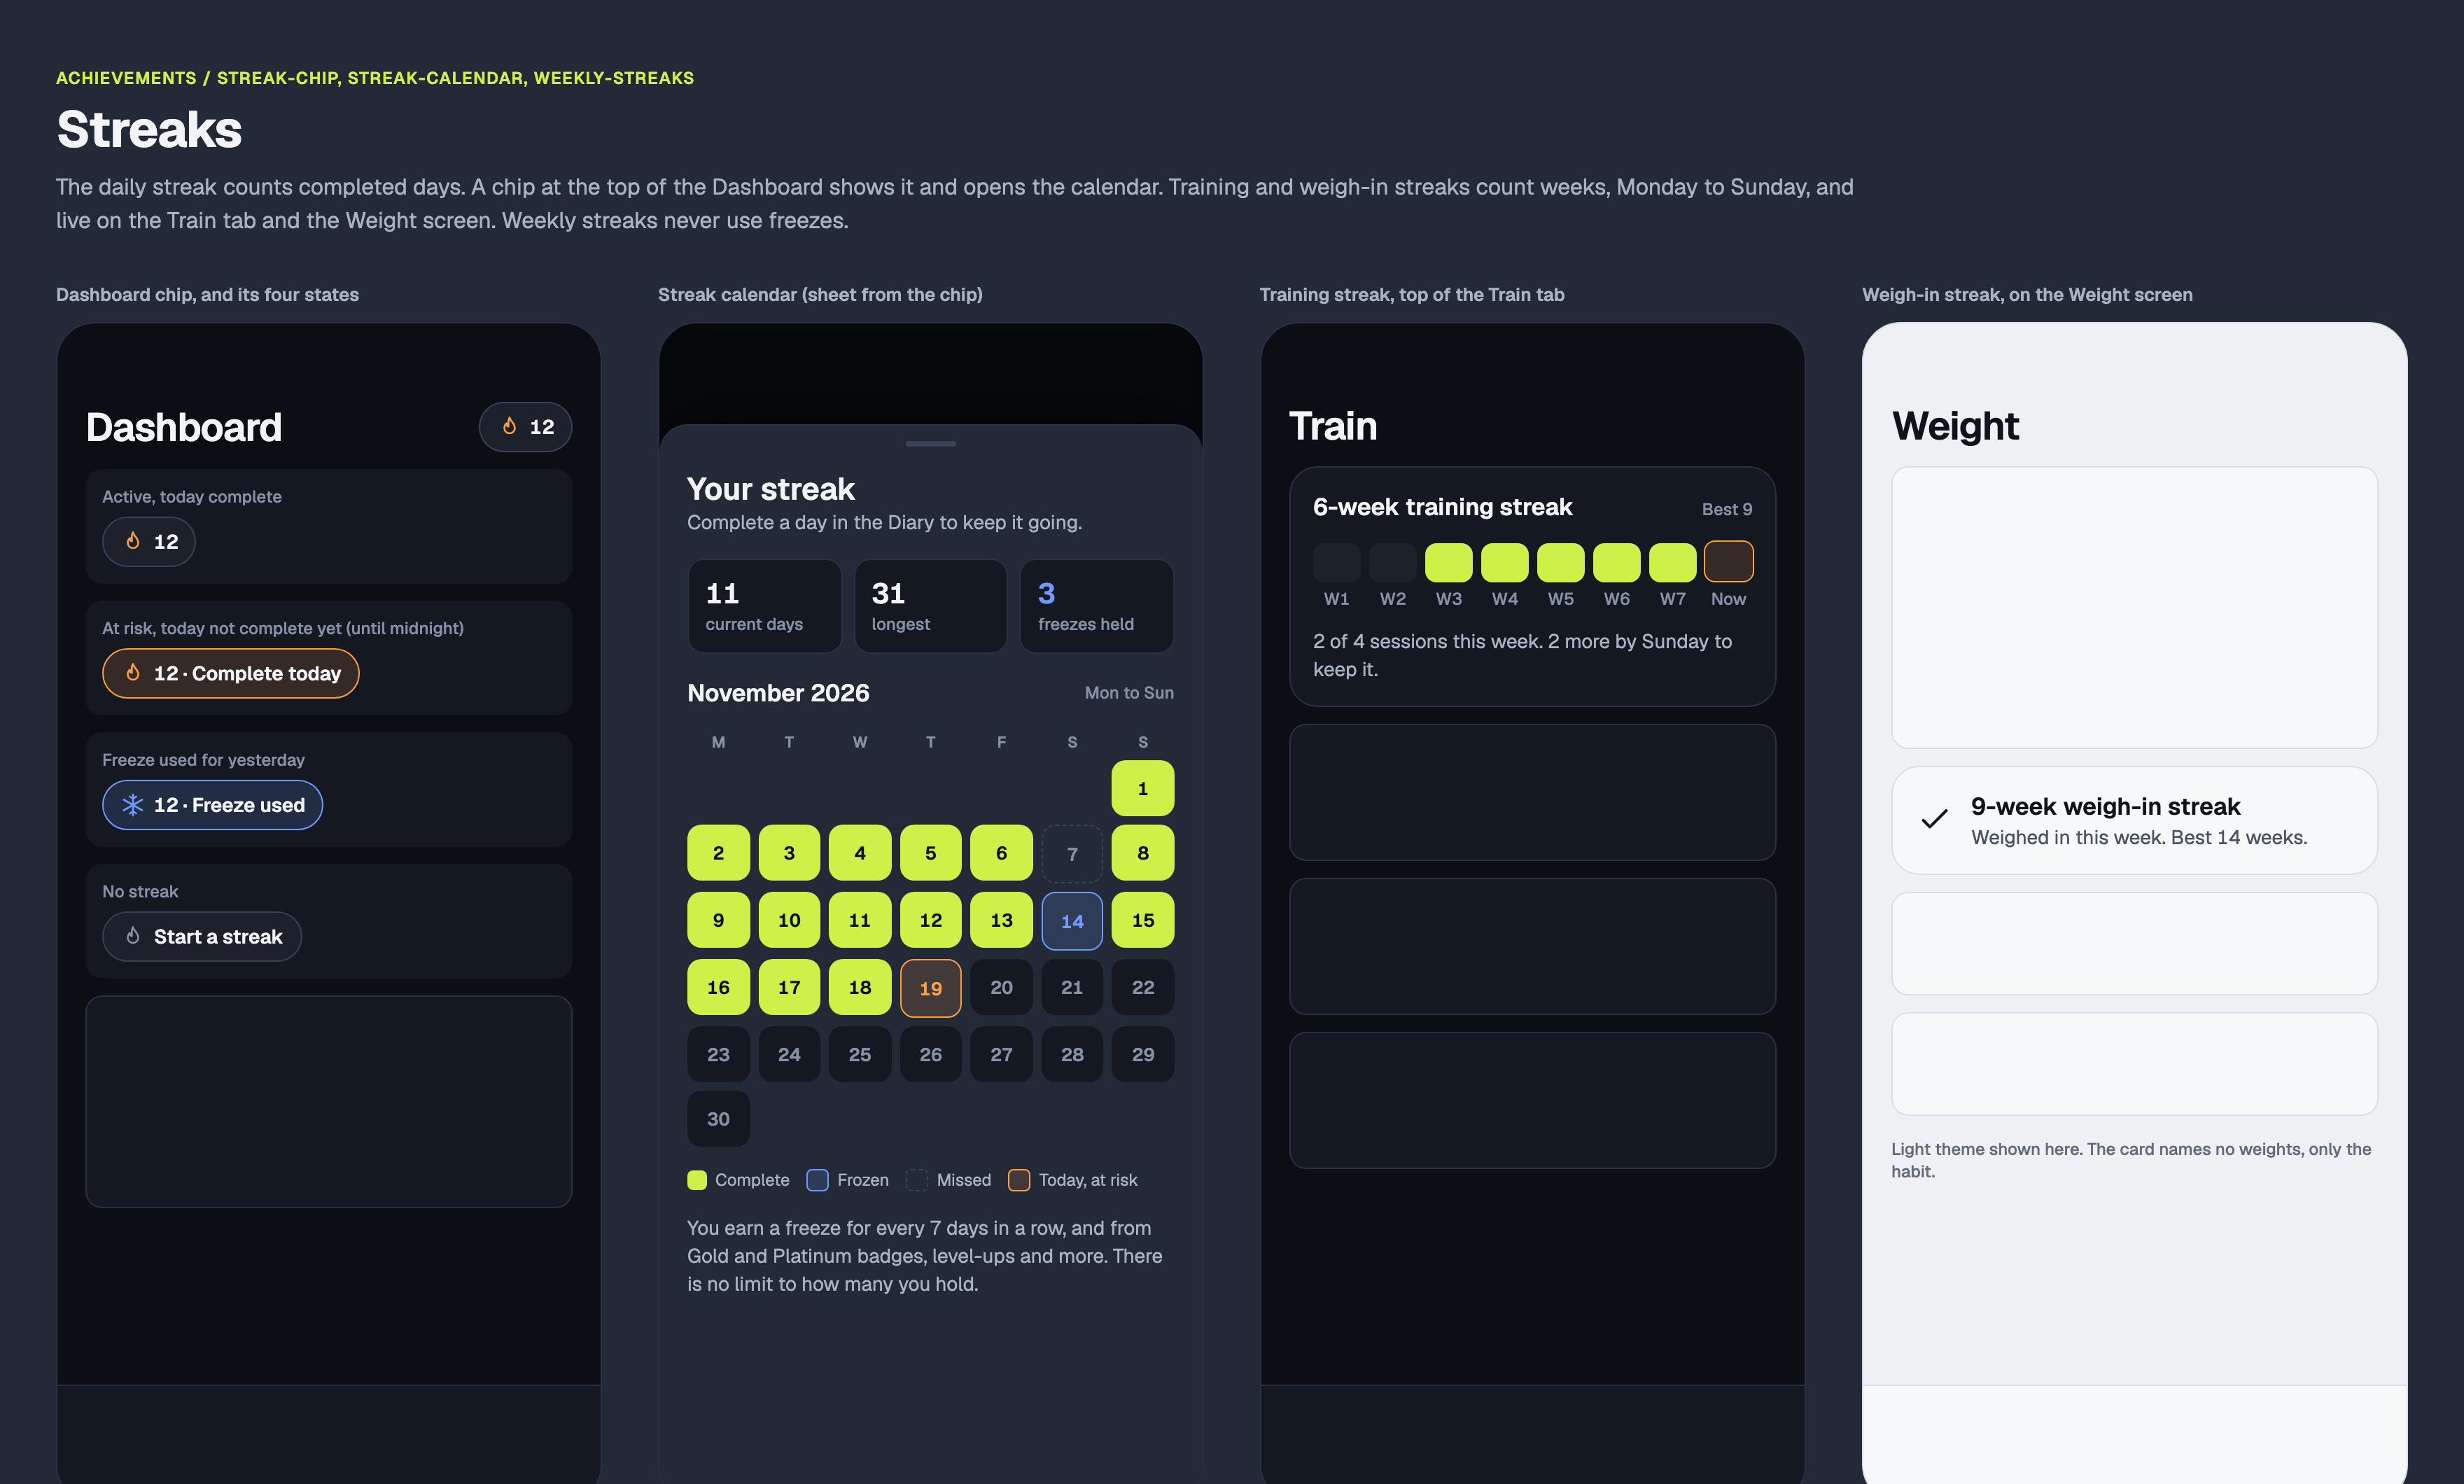 ACHIEVEMENTS / STREAK-CHIP, STREAK-CALENDAR, WEEKLY-STREAKS
Streaks
The daily streak counts completed days. A chip at the top of the Dashboard shows it and opens the calendar. Training and weigh-in streaks count weeks, Monday to Sunday, and
live on the Train tab and the Weight screen. Weekly streaks never use freezes.
Dashboard chip, and its four states
Dashboard
12
Active, today complete
12
At risk, today not complete yet (until midnight)
12 · Complete today
Freeze used for yesterday
12 · Freeze used
No streak
Start a streak
Streak calendar (sheet from the chip)
Your streak
Complete a day in the Diary to keep it going.
11 31 3
current days longest freezes held
November 2026 Mon to Sun
M T W T F S S
1
2 3 4 5 6 7 8
9 10 11 12 13 14 15
16 17 18 19 20 21 22
23 24 25 26 27 28 29
30
Complete Frozen Missed Today, at risk
You earn a freeze for every 7 days in a row, and from
Gold and Platinum badges, level-ups and more. There
is no limit to how many you hold.
Training streak, top of the Train tab
Train
6-week training streak Best 9
W1 W2 W3 W4 W5 W6 W7 Now
2 of 4 sessions this week. 2 more by Sunday to
keep it.
Weigh-in streak, on the Weight screen
Weight
9-week weigh-in streak
Weighed in this week. Best 14 weeks.
Light theme shown here. The card names no weights, only the
habit.